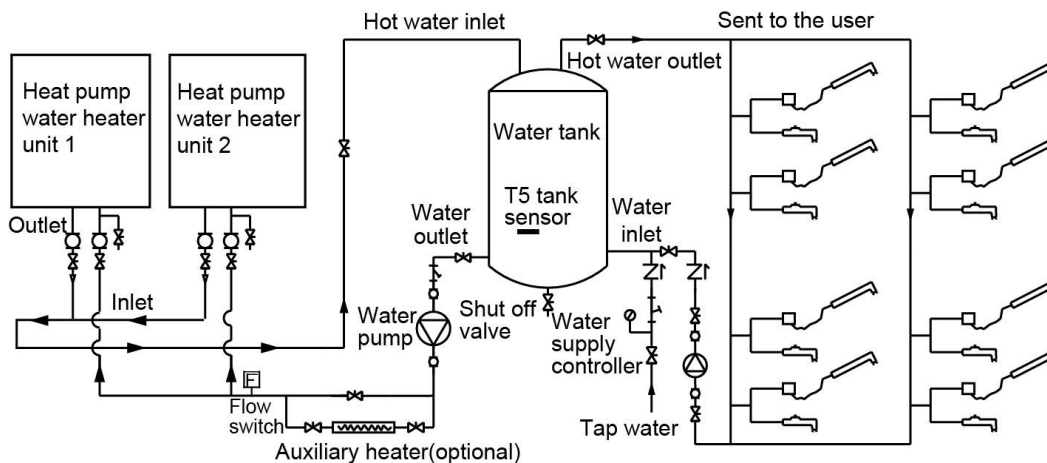 Hot water inlet
Sent to the user
Hot water outlet
Heat pump
water heater
unit 1
Heat pump
water heater
unit 2
Water tank
T5 tank
sensor
Outlet
Water
outlet
Water
inlet
Inlet
Water
pump
Shut off
valve
Water
supply
controller
F
Flow
switch
Tap water
Auxiliary heater(optional)